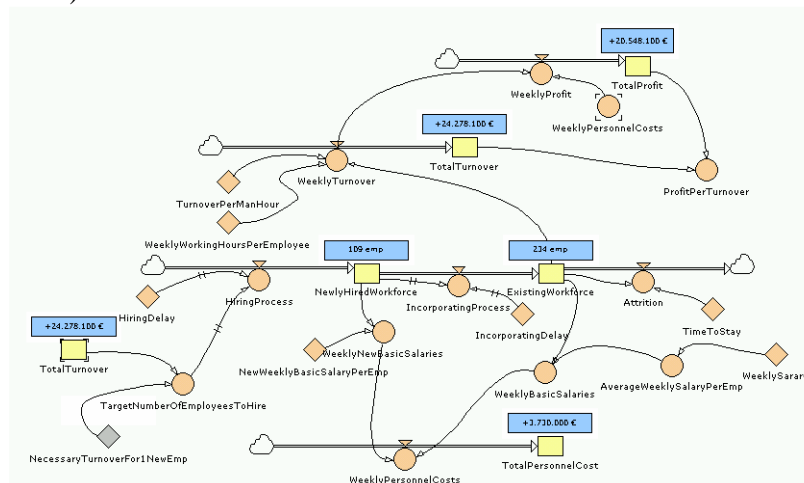 +20.548.100 €
TotalProfit
WeeklyProfit
WeeklyPersonnelCosts
+24.278.100 €
TotalTurnover
WeeklyTurnover
ProfitPerTurnover
TurnoverPerManHour
WeeklyWorkingHoursPerEmployee
109 emp
234 emp
NewlyHiredWorkforce
ExistingWorkforce
HiringProcess
IncorporatingProcess
Attrition
HiringDelay
IncorporatingDelay
TimeToStay
+24.278.100 €
TotalTurnover
WeeklyNewBasicSalaries
NewWeeklyBasicSalaryPerEmp
WeeklyBasicSalaries
AverageWeeklySalaryPerEmp
WeeklySarar
TargetNumberOfEmployeesToHire
+3.730.000 €
TotalPersonnelCost
NecessaryTurnoverFor1NewEmp
WeeklyPersonnelCosts